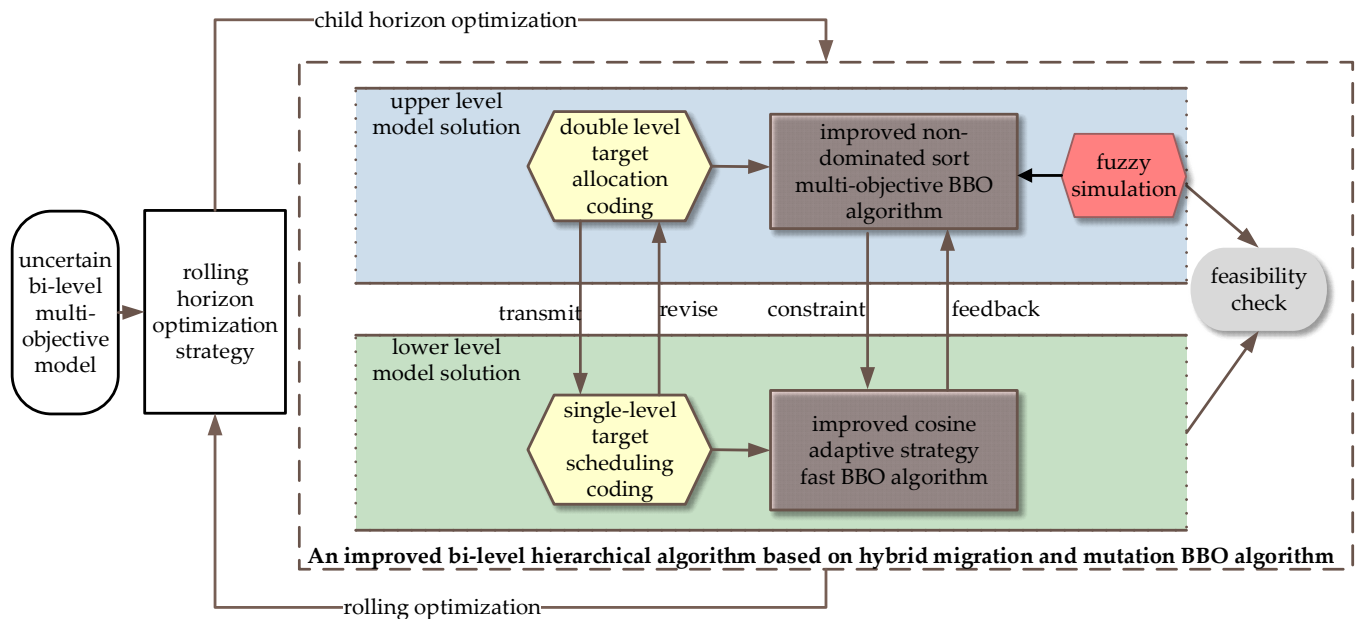 child horizon optimization
upper level
model solution
double level
target
allocation
coding
improved non-
dominated sort
multi-objective BBO
algorithm
fuzzy
simulation
uncertain
bi-level
multi-
objective
model
rolling
horizon
optimization
strategy
feasibility
check
transmit
revise
constraint
feedback
lower level
model solution
single-level
target
scheduling
coding
improved cosine
adaptive strategy
fast BBO algorithm
An improved bi-level hierarchical algorithm based on hybrid migration and mutation BBO algorithm
rolling optimization